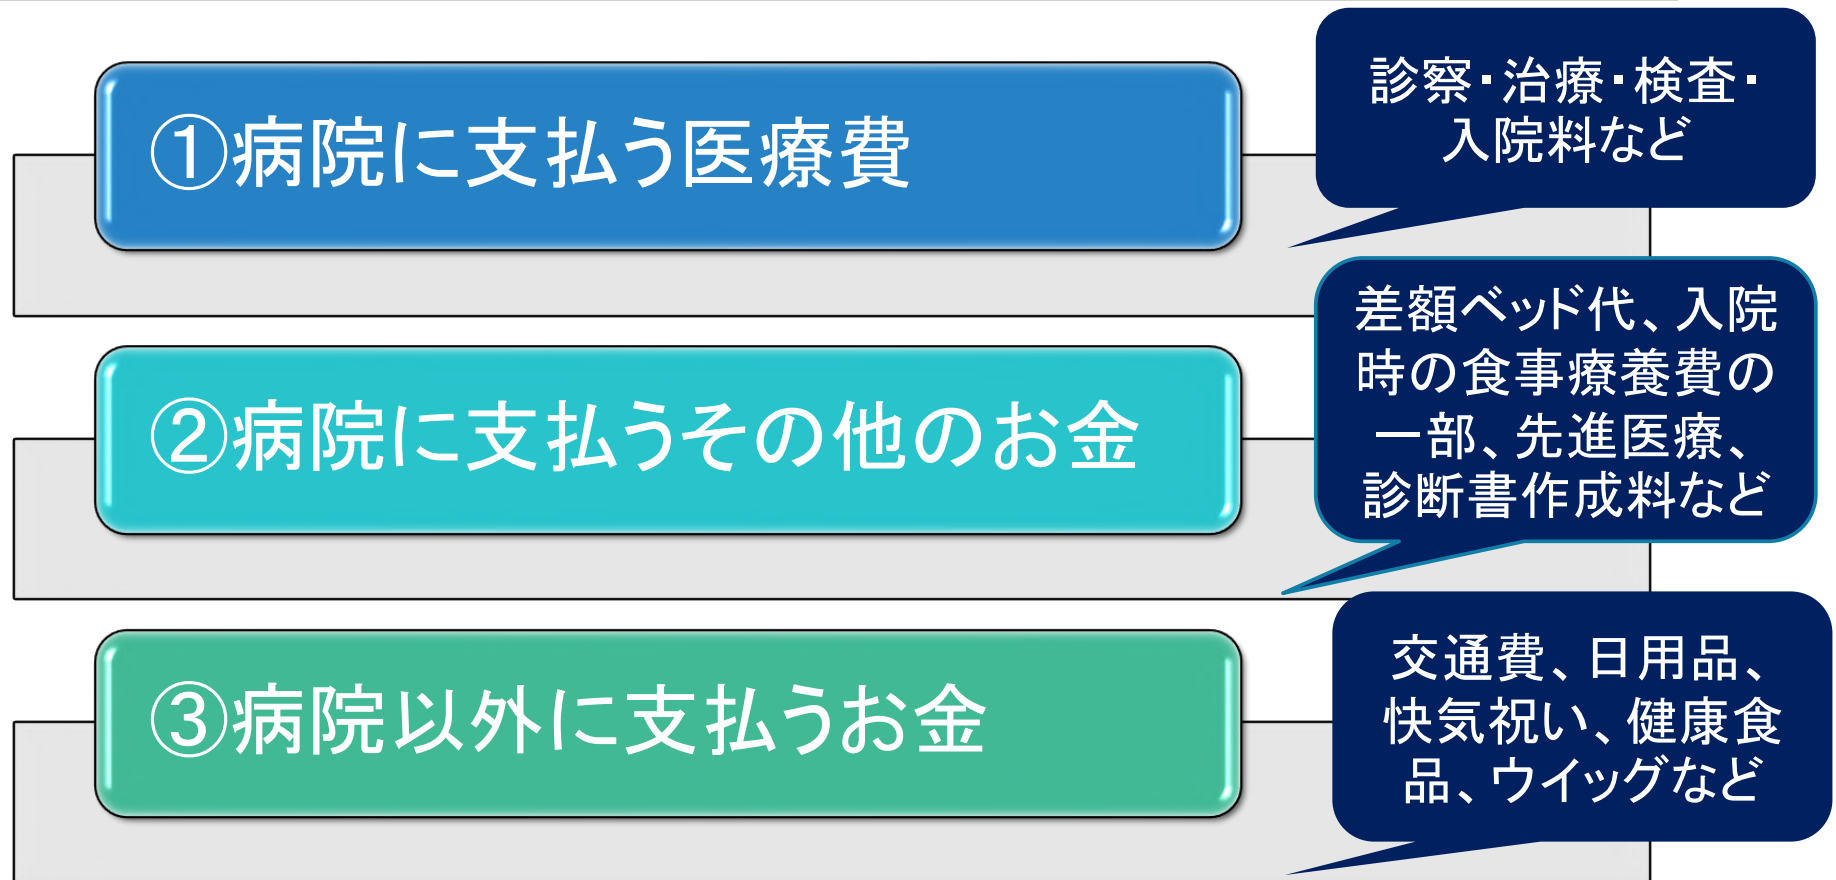 ①病院に支払う医療費
診察・治療・検査・
入院料など
②病院に支払うその他のお金
差額ベッド代、入院
時の食事療養費の
一部、先進医療、
診断書作成料など
③病院以外に支払うお金
交通費、日用品、
快気祝い、健康食
品、ウイッグなど